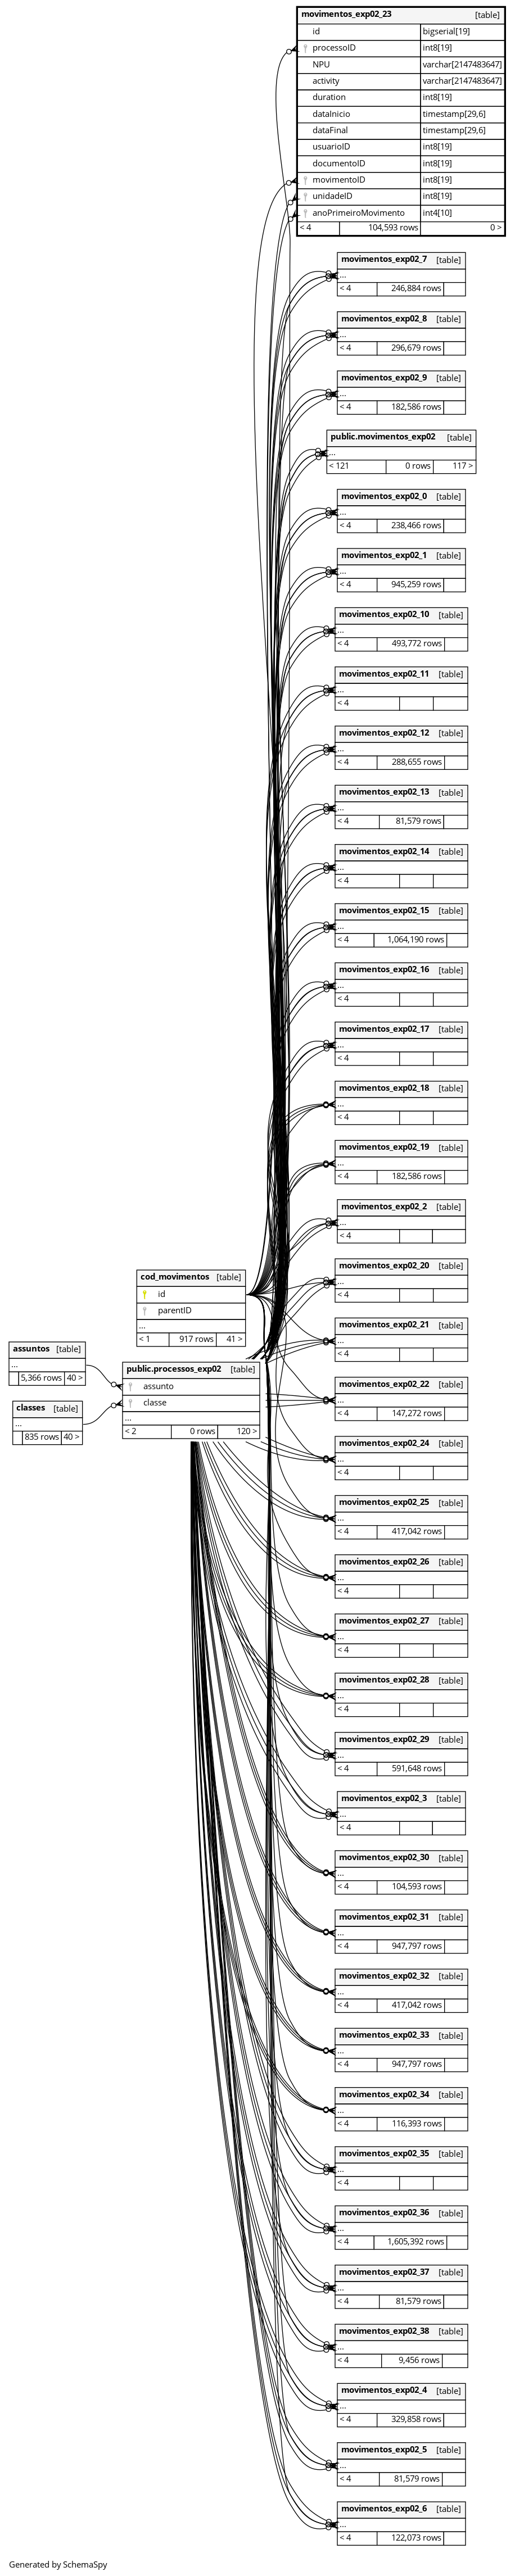 movimentos_exp02_23 [table]
id bigserial[19]
processoID int8[19]
NPU varchar[2147483647]
activity varchar[2147483647]
duration int8[19]
dataInicio timestamp[29,6]
dataFinal timestamp[29,6]
usuarioID int8[19]
documentoID int8[19]
movimentoID int8[19]
unidadeID int8[19]
anoPrimeiroMovimento int4[10]
< 4 104,593 rows 0 >
movimentos_exp02_7 [table]
...
< 4 246,884 rows
movimentos_exp02_8 [table]
...
< 4 296,679 rows
movimentos_exp02_9 [table]
...
< 4 182,586 rows
public.movimentos_exp02 [table]
...
< 121 0 rows 117 >
movimentos_exp02_0 [table]
...
< 4 238,466 rows
movimentos_exp02_1 [table]
...
< 4 945,259 rows
movimentos_exp02_10 [table]
...
< 4 493,772 rows
movimentos_exp02_11 [table]
...
< 4
movimentos_exp02_12 [table]
...
< 4 288,655 rows
movimentos_exp02_13 [table]
...
< 4 81,579 rows
movimentos_exp02_14 [table]
...
< 4
movimentos_exp02_15 [table]
...
< 4 1,064,190 rows
movimentos_exp02_16 [table]
...
< 4
movimentos_exp02_17 [table]
...
< 4
movimentos_exp02_18 [table]
...
< 4
movimentos_exp02_19 [table]
...
< 4 182,586 rows
movimentos_exp02_2 [table]
...
< 4
movimentos_exp02_20 [table]
...
< 4
cod_movimentos [table]
id
parentID
...
< 1 917 rows 41 >
movimentos_exp02_21 [table]
...
< 4
assuntos [table]
...
5,366 rows 40 >
public.processos_exp02 [table]
assunto
classe
...
< 2 0 rows 120 >
classes [table]
...
835 rows 40 >
movimentos_exp02_22 [table]
...
< 4 147,272 rows
movimentos_exp02_24 [table]
...
< 4
movimentos_exp02_25 [table]
...
< 4 417,042 rows
movimentos_exp02_26 [table]
...
< 4
movimentos_exp02_27 [table]
...
< 4
movimentos_exp02_28 [table]
...
< 4
movimentos_exp02_29 [table]
...
< 4 591,648 rows
movimentos_exp02_3 [table]
...
< 4
movimentos_exp02_30 [table]
...
< 4 104,593 rows
movimentos_exp02_31 [table]
...
< 4 947,797 rows
movimentos_exp02_32 [table]
...
< 4 417,042 rows
movimentos_exp02_33 [table]
...
< 4 947,797 rows
movimentos_exp02_34 [table]
...
< 4 116,393 rows
movimentos_exp02_35 [table]
...
< 4
movimentos_exp02_36 [table]
...
< 4 1,605,392 rows
movimentos_exp02_37 [table]
...
< 4 81,579 rows
movimentos_exp02_38 [table]
...
< 4 9,456 rows
movimentos_exp02_4 [table]
...
< 4 329,858 rows
movimentos_exp02_5 [table]
...
< 4 81,579 rows
movimentos_exp02_6 [table]
...
< 4 122,073 rows
Generated by SchemaSpy